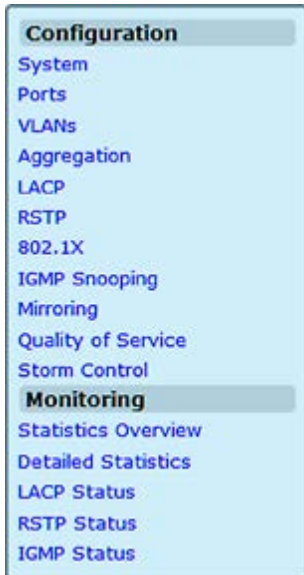 Configuration
System
Ports
VLANs
Aggregation
LACP
RSTP
802.1X
IGMP Snooping
Mirroring
Quality of Service
Storm Control
Monitoring
Statistics Overview
Detailed Statistics
LACP Status
RSTP Status
IGMP Status